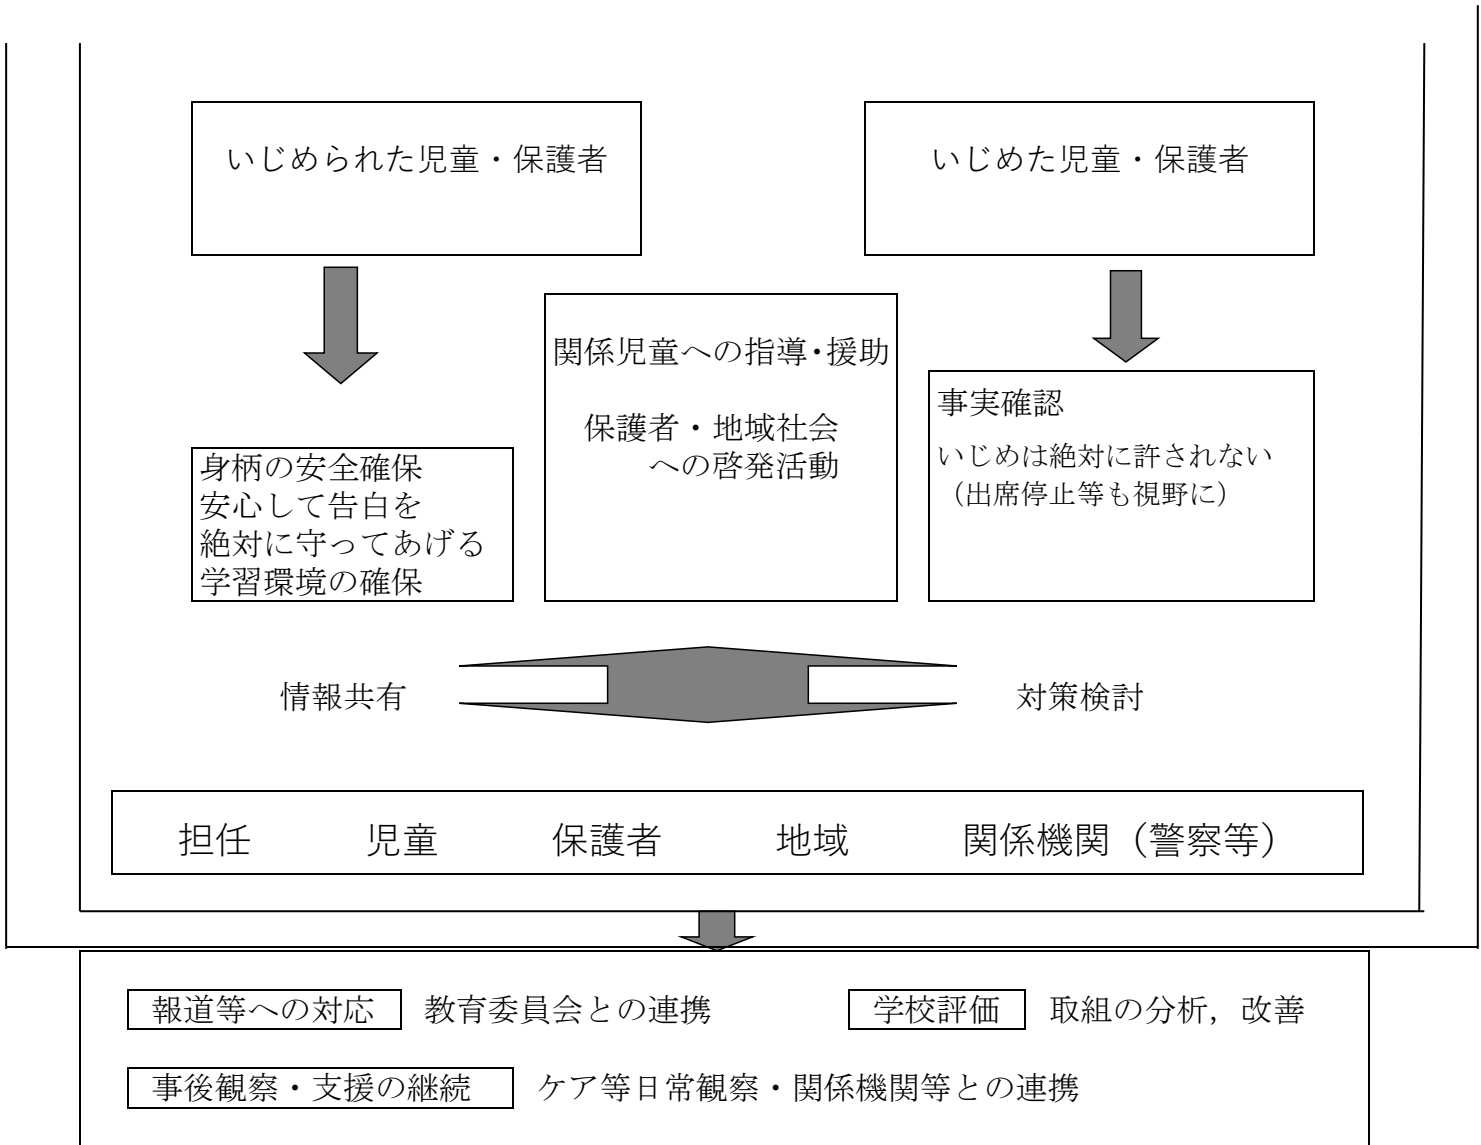 いじめられた児童・保護者
いじめた児童・保護者
関係児童への指導・援助
保護者・地域社会
への啓発活動
事実確認
いじめは絶対に許されない
（出席停止等も視野に）
身柄の安全確保
安心して告白を
絶対に守ってあげる
学習環境の確保
情報共有
対策検討
担任 児童 保護者 地域 関係機関（警察等）
報道等への対応 教育委員会との連携 学校評価 取組の分析，改善
事後観察・支援の継続 ケア等日常観察・関係機関等との連携